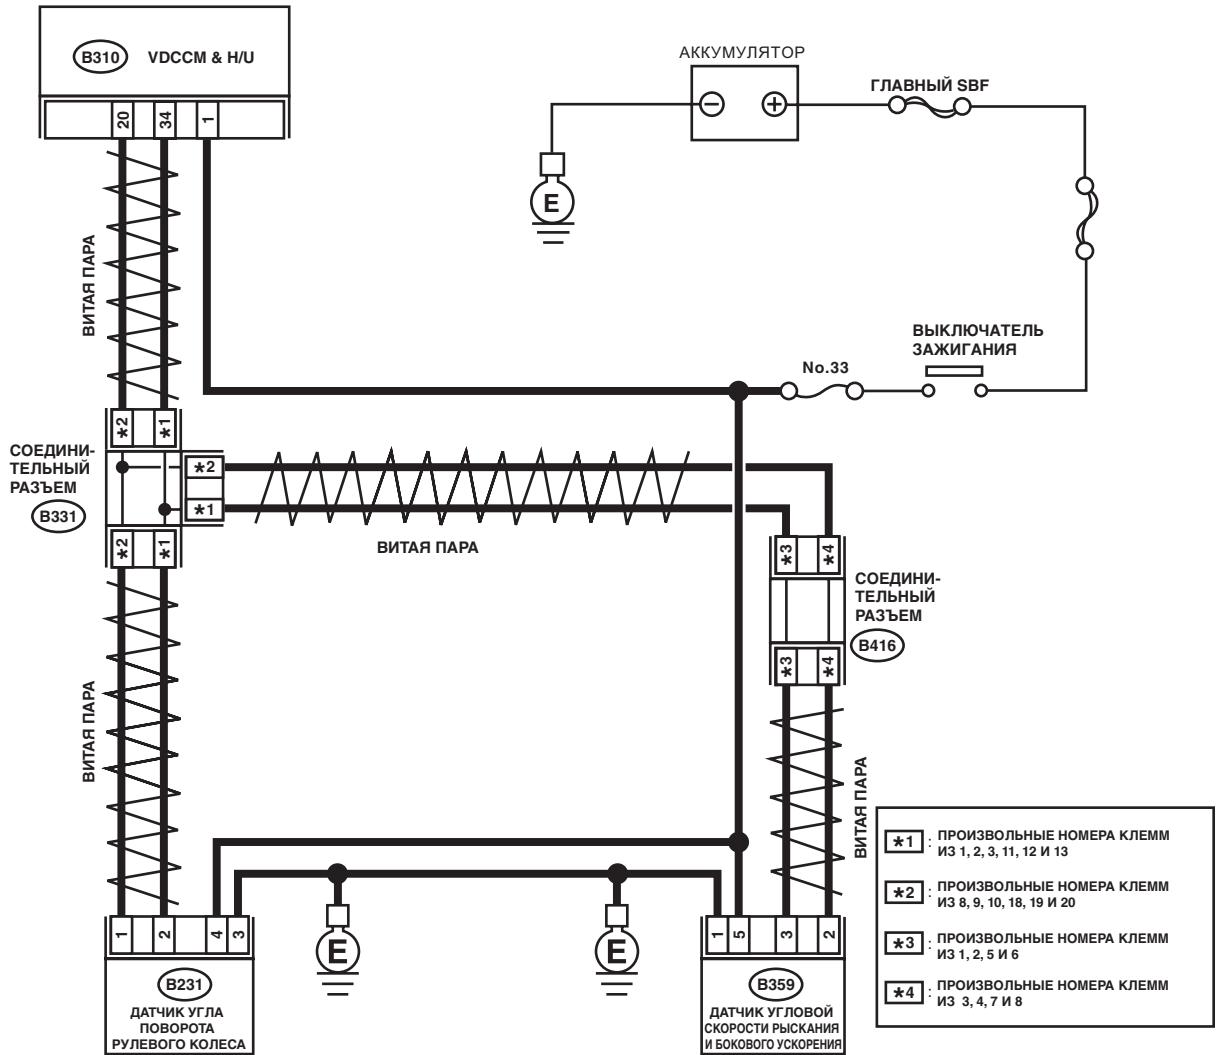 B310 VDCCM & H/U
20 34 1
АККУМУЛЯТОР
− +
ГЛАВНЫЙ SBF
E
ВИТАЯ ПАРА
ВЫКЛЮЧАТЕЛЬ
ЗАЖИГАНИЯ
No.33
*2 *1
СОЕДИНИ-
ТЕЛЬНЫЙ
РАЗЪЕМ
B331
*2
*1
*2 *1
ВИТАЯ ПАРА
*3 *4
СОЕДИНИ-
ТЕЛЬНЫЙ
РАЗЪЕМ
B416
*3 *4
ВИТАЯ ПАРА
ВИТАЯ ПАРА
*1 : ПРОИЗВОЛЬНЫЕ НОМЕРА КЛЕММ
ИЗ 1, 2, 3, 11, 12 И 13
*2 : ПРОИЗВОЛЬНЫЕ НОМЕРА КЛЕММ
ИЗ 8, 9, 10, 18, 19 И 20
*3 : ПРОИЗВОЛЬНЫЕ НОМЕРА КЛЕММ
ИЗ 1, 2, 5 И 6
*4 : ПРОИЗВОЛЬНЫЕ НОМЕРА КЛЕММ
ИЗ 3, 4, 7 И 8
1 2 4 3
E
E
1 5 3 2
B231
ДАТЧИК УГЛА
ПОВОРОТА
РУЛЕВОГО КОЛЕСА
B359
ДАТЧИК УГЛОВОЙ
СКОРОСТИ РЫСКАНИЯ
И БОКОВОГО УСКОРЕНИЯ